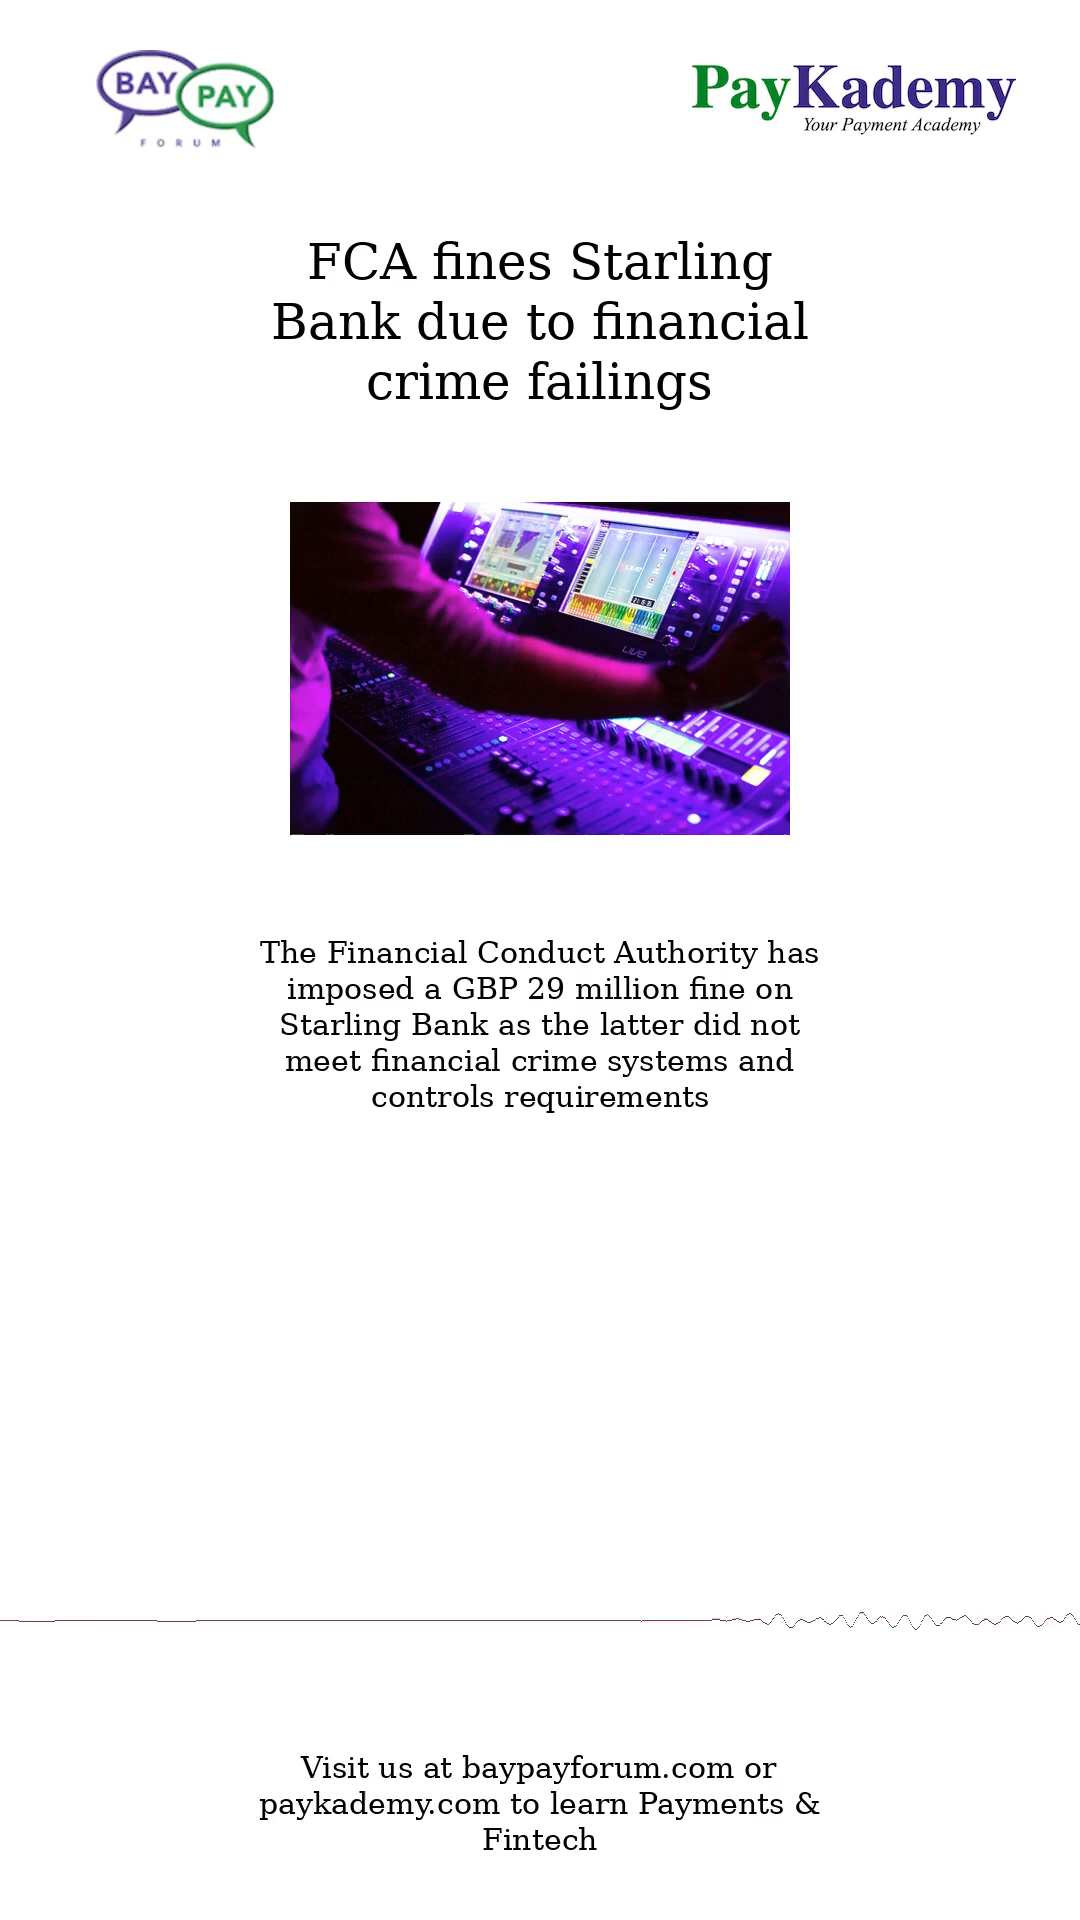 BAY
PAY
FORUM
PayKademy
Your Payment Academy
FCA fines Starling
Bank due to financial
crime failings
LIVE
The Financial Conduct Authority has
imposed a GBP 29 million fine on
Starling Bank as the latter did not
meet financial crime systems and
controls requirements
Visit us at baypayforum.com or
paykademy.com to learn Payments &
Fintech